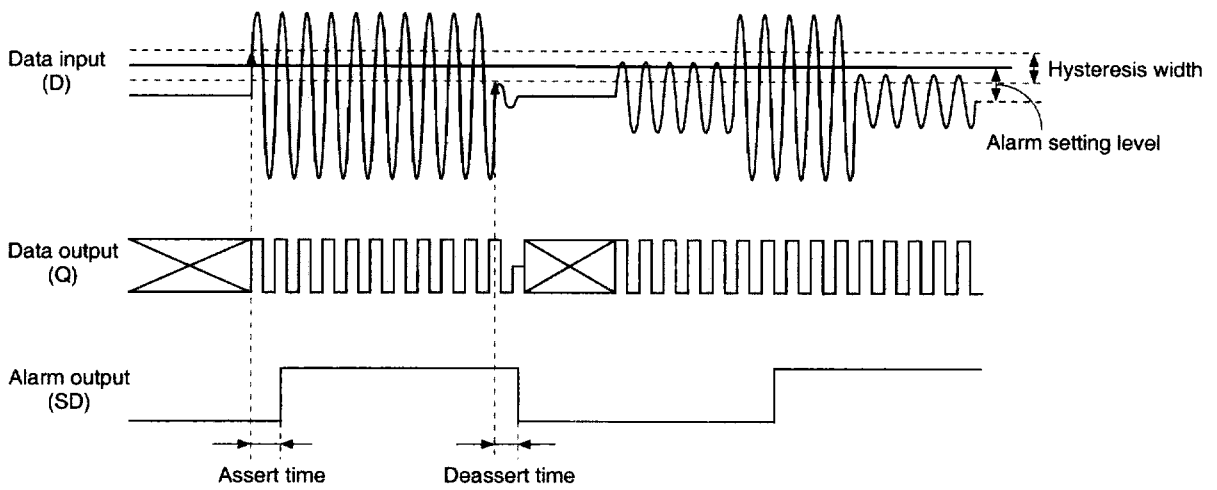 Data input
(D)
Hysteresis width
Alarm setting level
Data output
(Q)
Alarm output
(SD)
Assert time
Deassert time